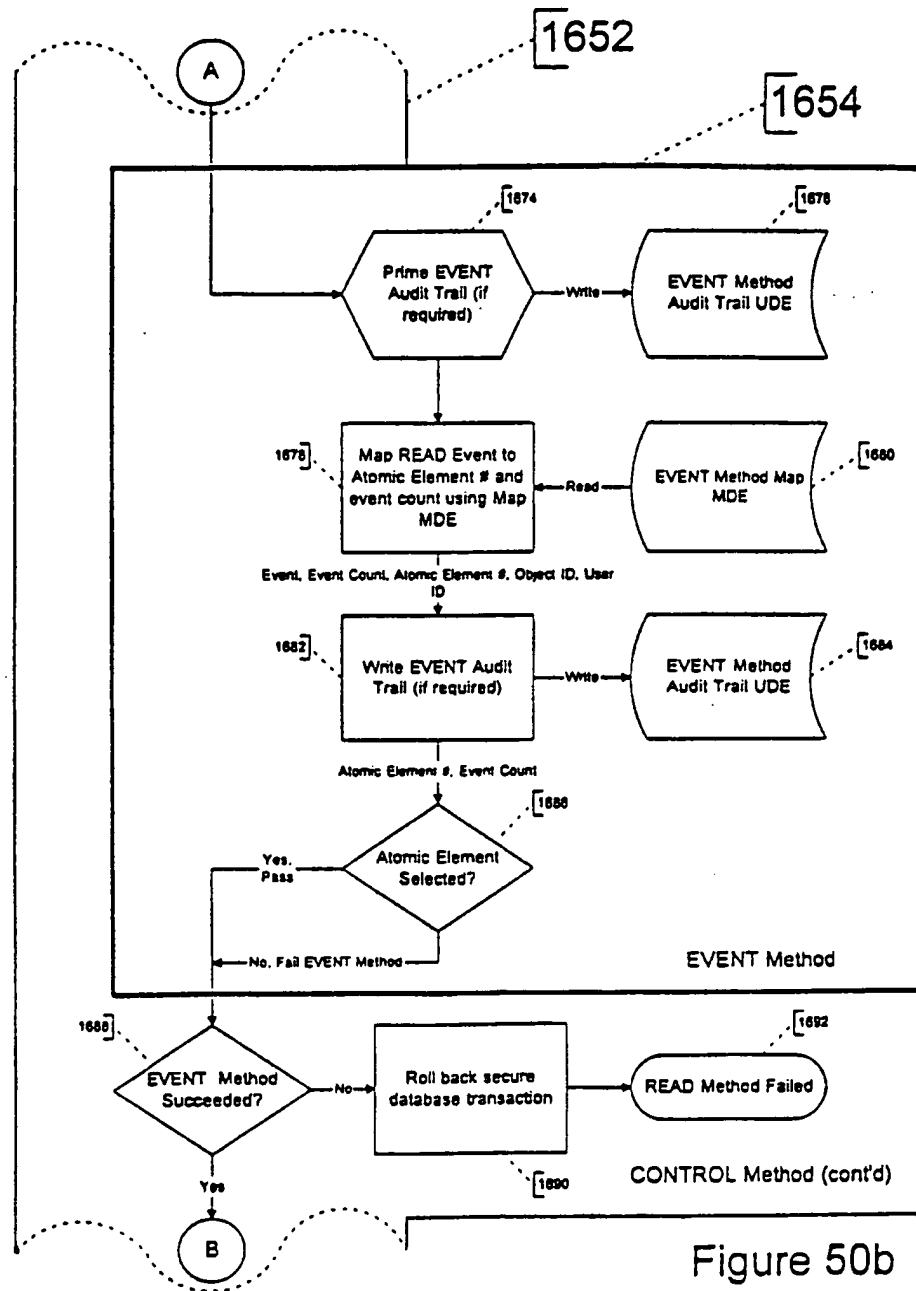 1652
A
1654
1674
1676
Prime EVENT
Audit Trail (if
required)
Write
EVENT Method
Audit Trail UDE
1678
Map READ Event to
Atomic Element # and
event count using Map
MDE
Read
EVENT Method Map
MDE
1680
Event, Event Count, Atomic Element #, Object ID, User
ID
1682
Write EVENT Audit
Trail (if required)
Write
EVENT Method
Audit Trail UDE
1684
Atomic Element #, Event Count
1686
Yes,
Pass
Atomic Element
Selected?
No, Fail EVENT Method
EVENT Method
1688
EVENT Method
Succeeded?
No
Roll back secure
database transaction
1692
READ Method Failed
Yes
1690
CONTROL Method (cont'd)
B
Figure 50b